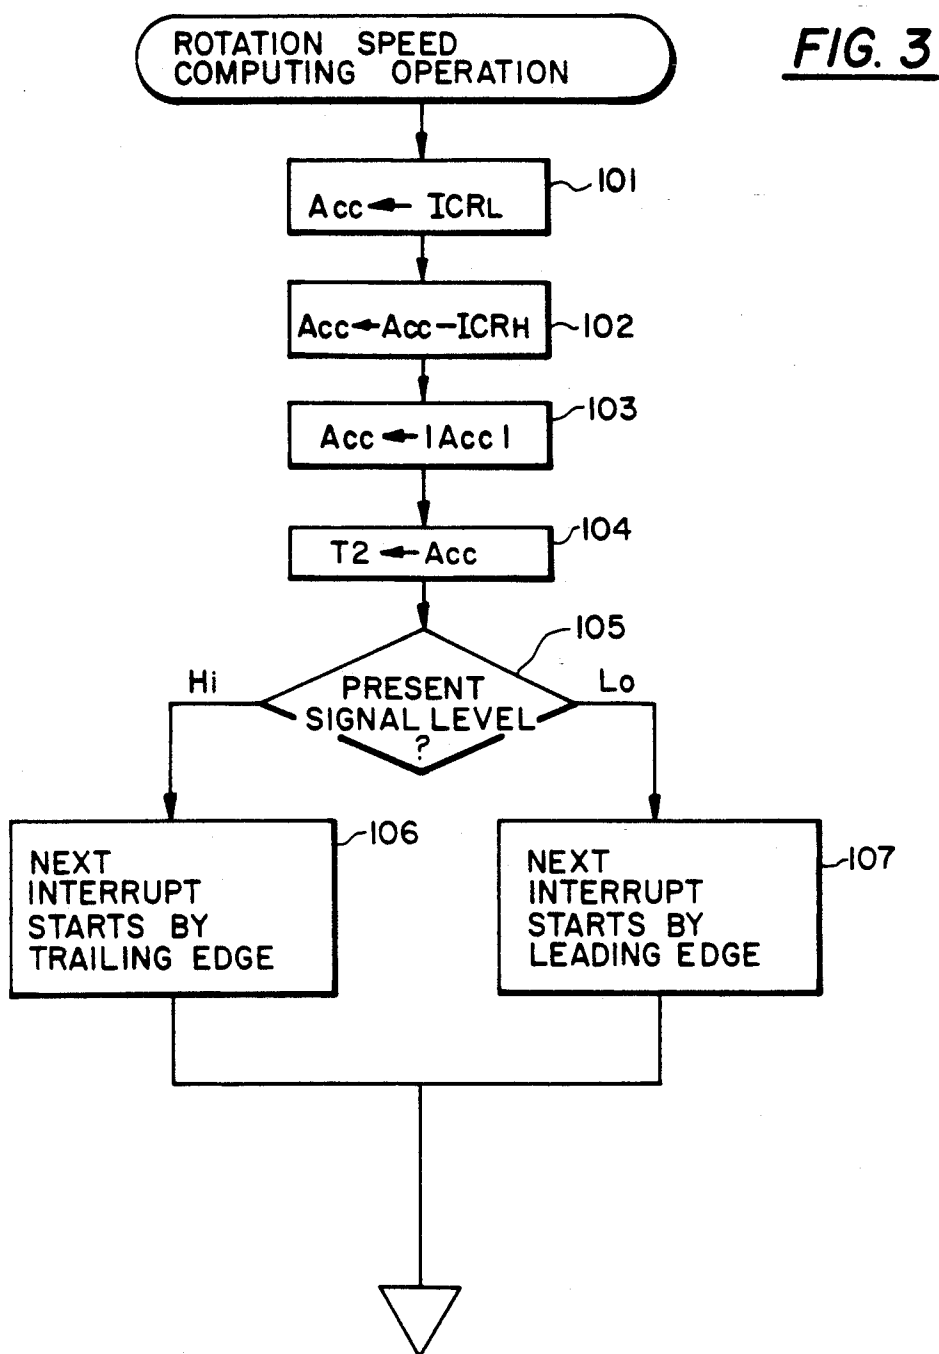 ROTATION SPEED
COMPUTING OPERATION
FIG. 3
Acc ← ICRL
101
Acc←Acc–ICRH
102
Acc ← |Acc|
103
T2 ← Acc
104
105
Hi
Lo
PRESENT
SIGNAL LEVEL
?
106
NEXT
INTERRUPT
STARTS BY
TRAILING EDGE
107
NEXT
INTERRUPT
STARTS BY
LEADING EDGE